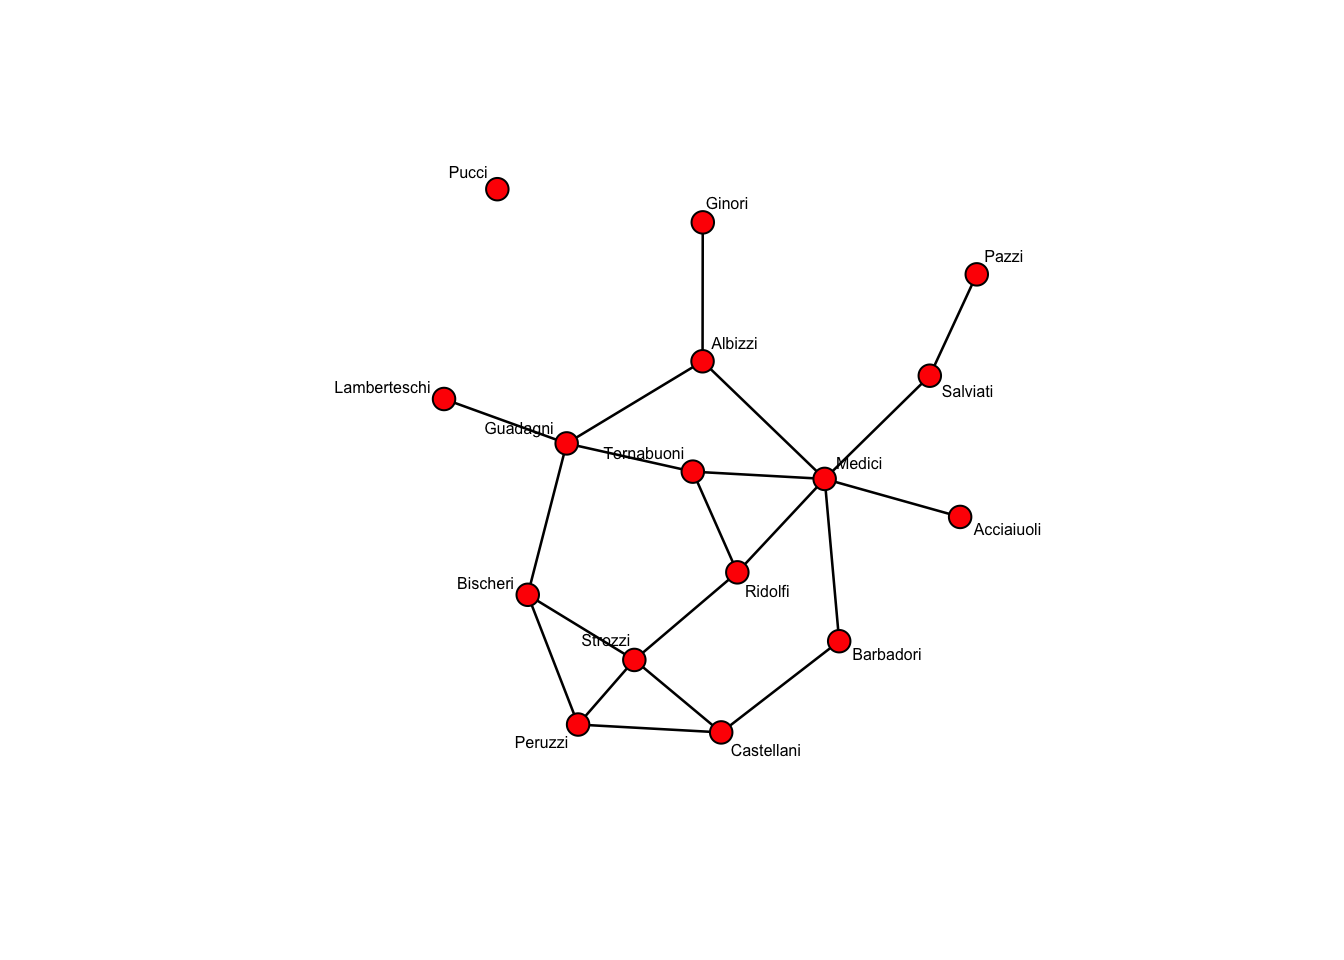 Pucci
Ginori
Pazzi
Albizzi
Lamberteschi
Salviati
Guadagni
Tornabuoni
Medici
Acciaiuoli
Bischeri
Ridolfi
Strozzi
Barbadori
Peruzzi
Castellani